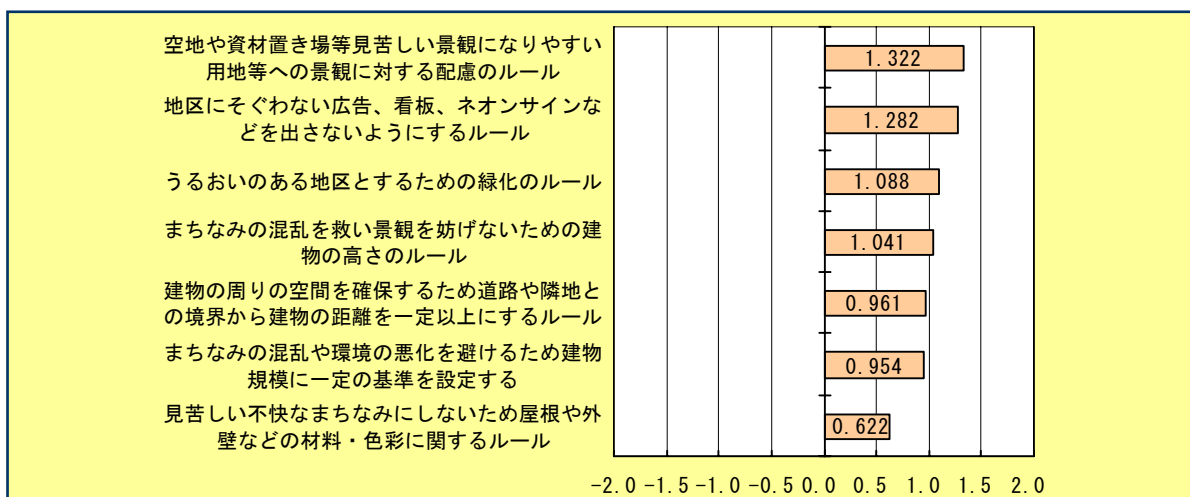 空地や資材置き場等見苦しい景観になりやすい
用地等への景観に対する配慮のルール
1.322
地区にそぐわない広告、看板、ネオンサインな
どを出さないようにするルール
1.282
うるおいのある地区とするための緑化のルール
1.088
まちなみの混乱を救い景観を妨げないための建
物の高さのルール
1.041
建物の周りの空間を確保するため道路や隣地と
の境界から建物の距離を一定以上にするルール
0.961
まちなみの混乱や環境の悪化を避けるため建物
規模に一定の基準を設定する
0.954
見苦しい不快なまちなみにしないため屋根や外
壁などの材料・色彩に関するルール
0.622
-2.0 -1.5 -1.0 -0.5 0.0 0.5 1.0 1.5 2.0